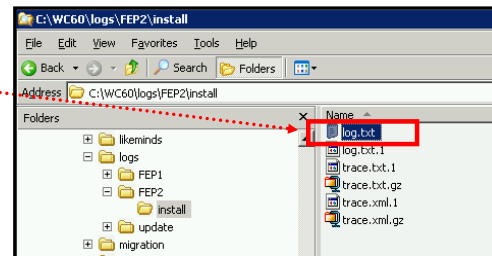 C:\WC60\logs\FEP2\install
File Edit View Favorites Tools Help
Back Search Folders
Address C:\WC60\logs\FEP2\install
Folders
likeminds
logs
FEP1
FEP2
install
update
migration
Name
log.txt
log.txt.1
trace.txt.1
trace.txt.gz
trace.xml.1
trace.xml.gz